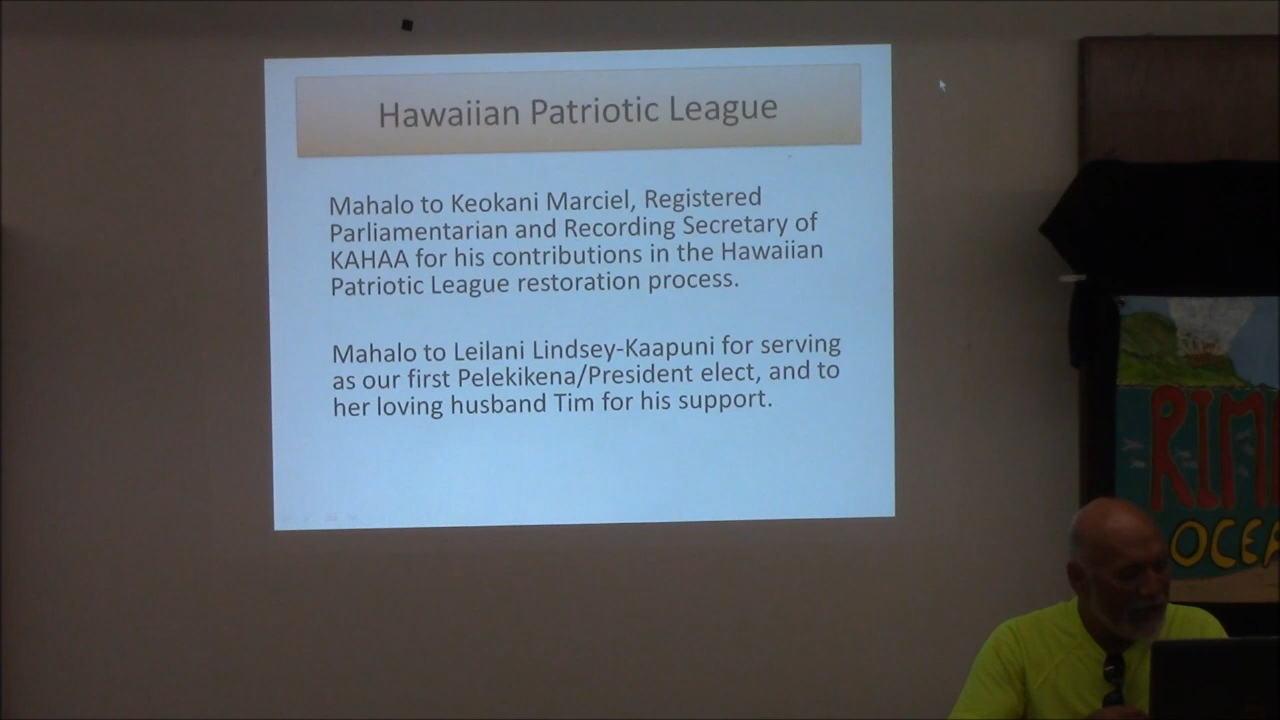 Hawaiian Patriotic League
Mahalo to Keokani Marciel, Registered
Parliamentarian and Recording Secretary of
KAHAA for his contributions in the Hawaiian
Patriotic League restoration process.
Mahalo to Leilani Lindsey-Kaapuni for serving
as our first Pelekikena/President elect, and to
her loving husband Tim for his support.
RIM
OCEA